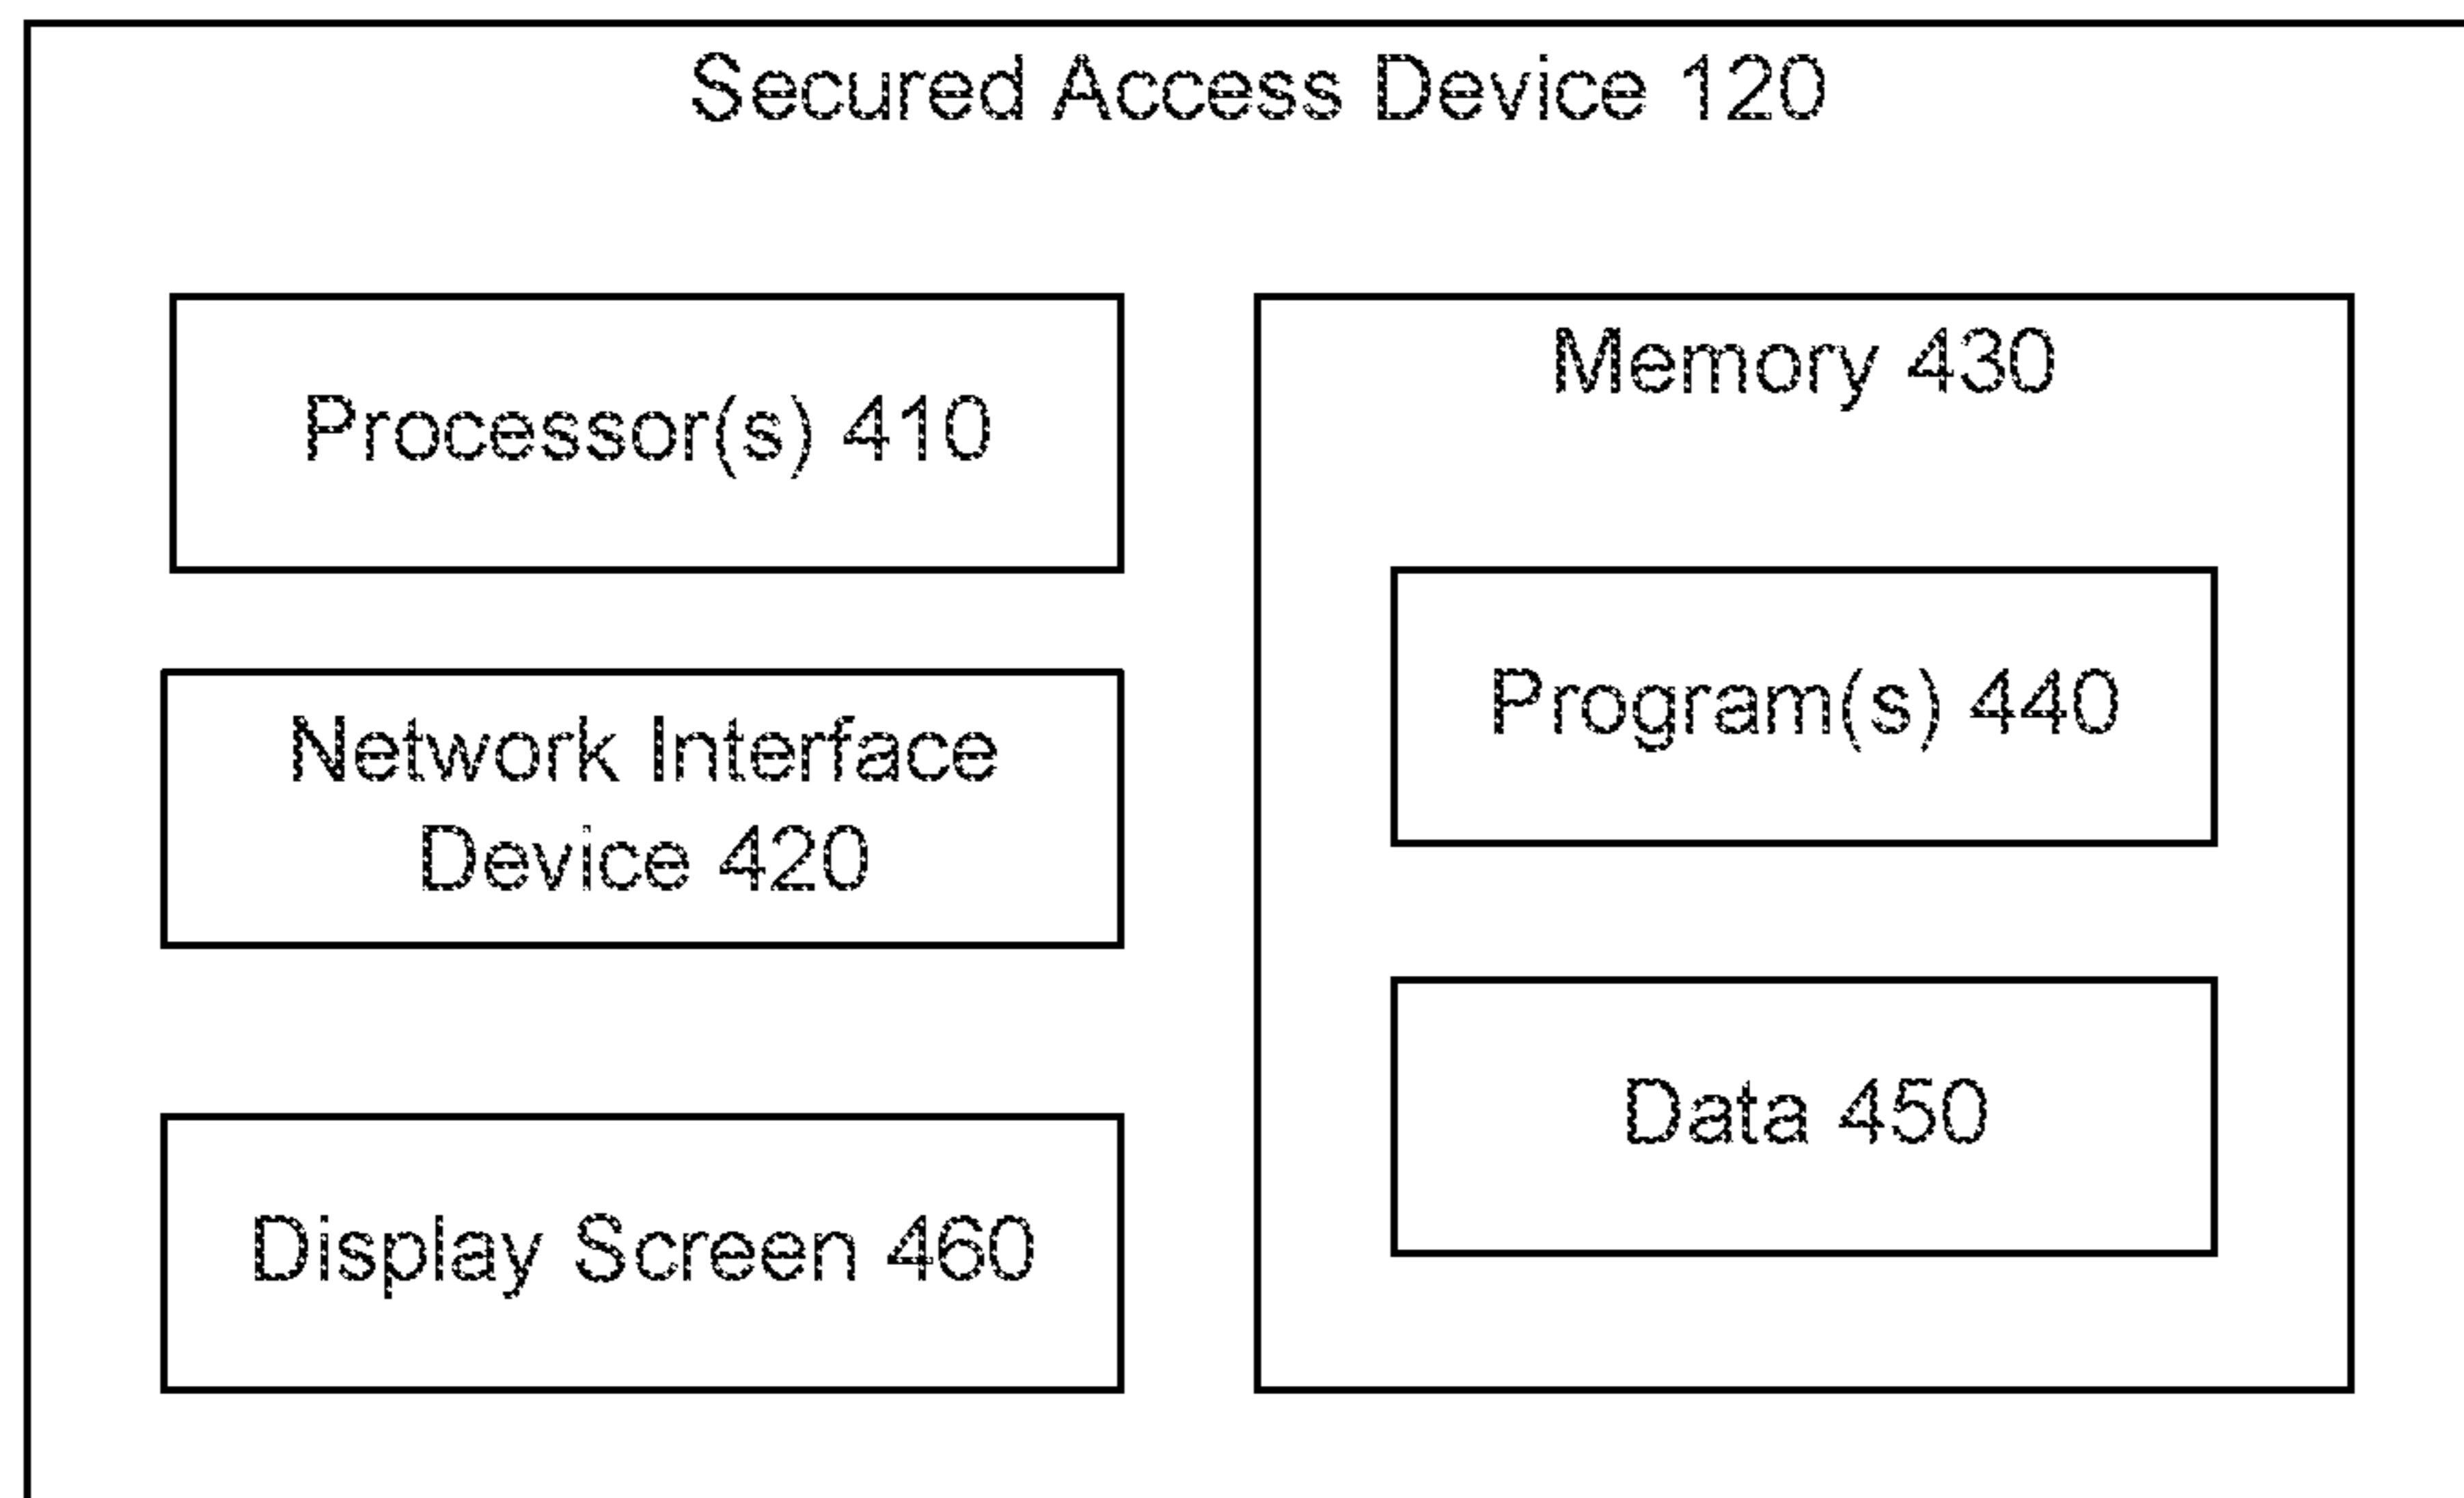 Secured Access Device 120
Processor(s) 410
Network Interface
Device 420
Display Screen 460
Memory 430
Program(s) 440
Data 450